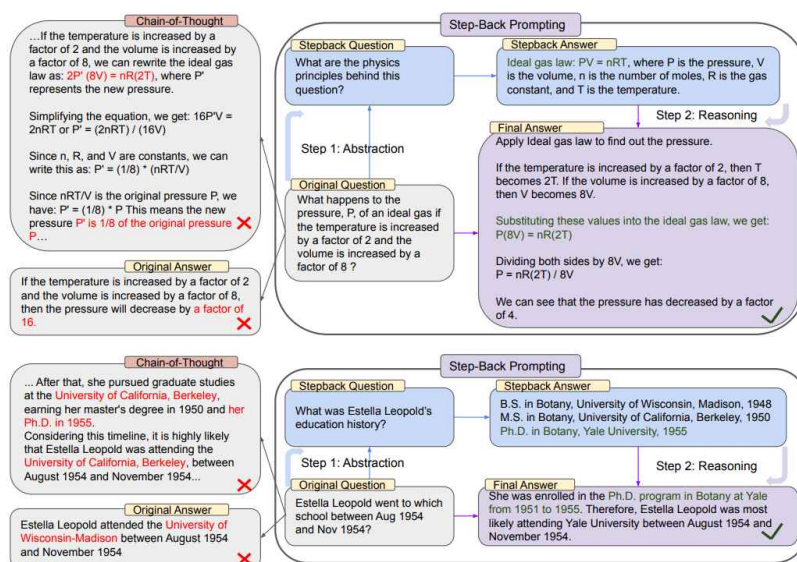 Chain-of-Thought
...If the temperature is increased by a
factor of 2 and the volume is increased by
a factor of 8, we can rewrite the ideal gas
law as: 2P' (8V) = nR(2T), where P'
represents the new pressure.
Simplifying the equation, we get: 16P'V =
2nRT or P' = (2nRT) / (16V)
Since n, R, and V are constants, we can
write this as: P' = (1/8) * (nRT/V)
Since nRT/V is the original pressure P, we
have: P' = (1/8) * P This means the new
pressure P' is 1/8 of the original pressure
P...
Original Answer
If the temperature is increased by a factor of 2
and the volume is increased by a factor of 8,
then the pressure will decrease by a factor of
16.
Step-Back Prompting
Stepback Question
What are the physics
principles behind this
question?
Stepback Answer
Ideal gas law: PV = nRT, where P is the pressure, V
is the volume, n is the number of moles, R is the gas
constant, and T is the temperature.
Step 1: Abstraction
Step 2: Reasoning
Original Question
What happens to the
pressure, P, of an ideal gas if
the temperature is increased
by a factor of 2 and the
volume is increased by a
factor of 8 ?
Final Answer
Apply Ideal gas law to find out the pressure.
If the temperature is increased by a factor of 2, then T
becomes 2T. If the volume is increased by a factor of 8,
then V becomes 8V.
Substituting these values into the ideal gas law, we get:
P(8V) = nR(2T)
Dividing both sides by 8V, we get:
P = nR(2T) / 8V
We can see that the pressure has decreased by a factor
of 4.
Chain-of-Thought
... After that, she pursued graduate studies
at the University of California, Berkeley,
earning her master's degree in 1950 and her
Ph.D. in 1955.
Considering this timeline, it is highly likely
that Estella Leopold was attending the
University of California, Berkeley, between
August 1954 and November 1954...
Original Answer
Estella Leopold attended the University of
Wisconsin-Madison between August 1954
and November 1954
Step-Back Prompting
Stepback Question
What was Estella Leopold's
education history?
Stepback Answer
B.S. in Botany, University of Wisconsin, Madison, 1948
M.S. in Botany, University of California, Berkeley, 1950
Ph.D. in Botany, Yale University, 1955
Step 1: Abstraction
Step 2: Reasoning
Original Question
Estella Leopold went to which
school between Aug 1954
and Nov 1954?
Final Answer
She was enrolled in the Ph.D. program in Botany at Yale
from 1951 to 1955. Therefore, Estella Leopold was most
likely attending Yale University between August 1954 and
November 1954.